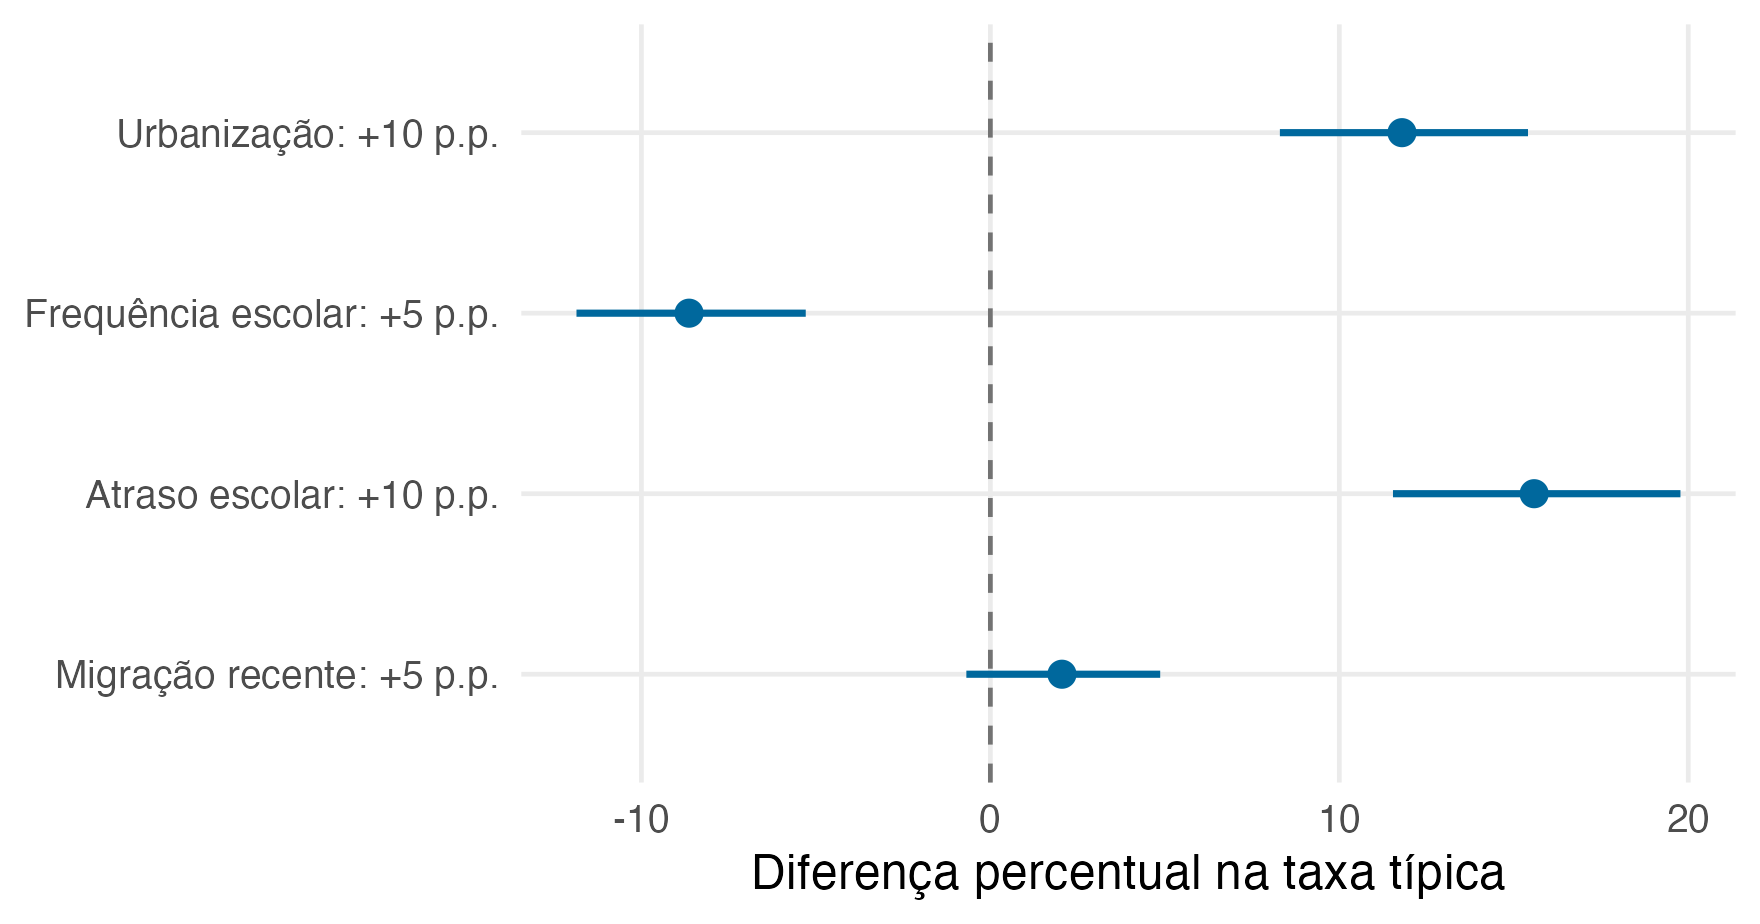 Urbanização: +10 p.p.
Frequência escolar: +5 p.p.
Atraso escolar: +10 p.p.
Migração recente: +5 p.p.
-10 0 10 20
Diferença percentual na taxa típica